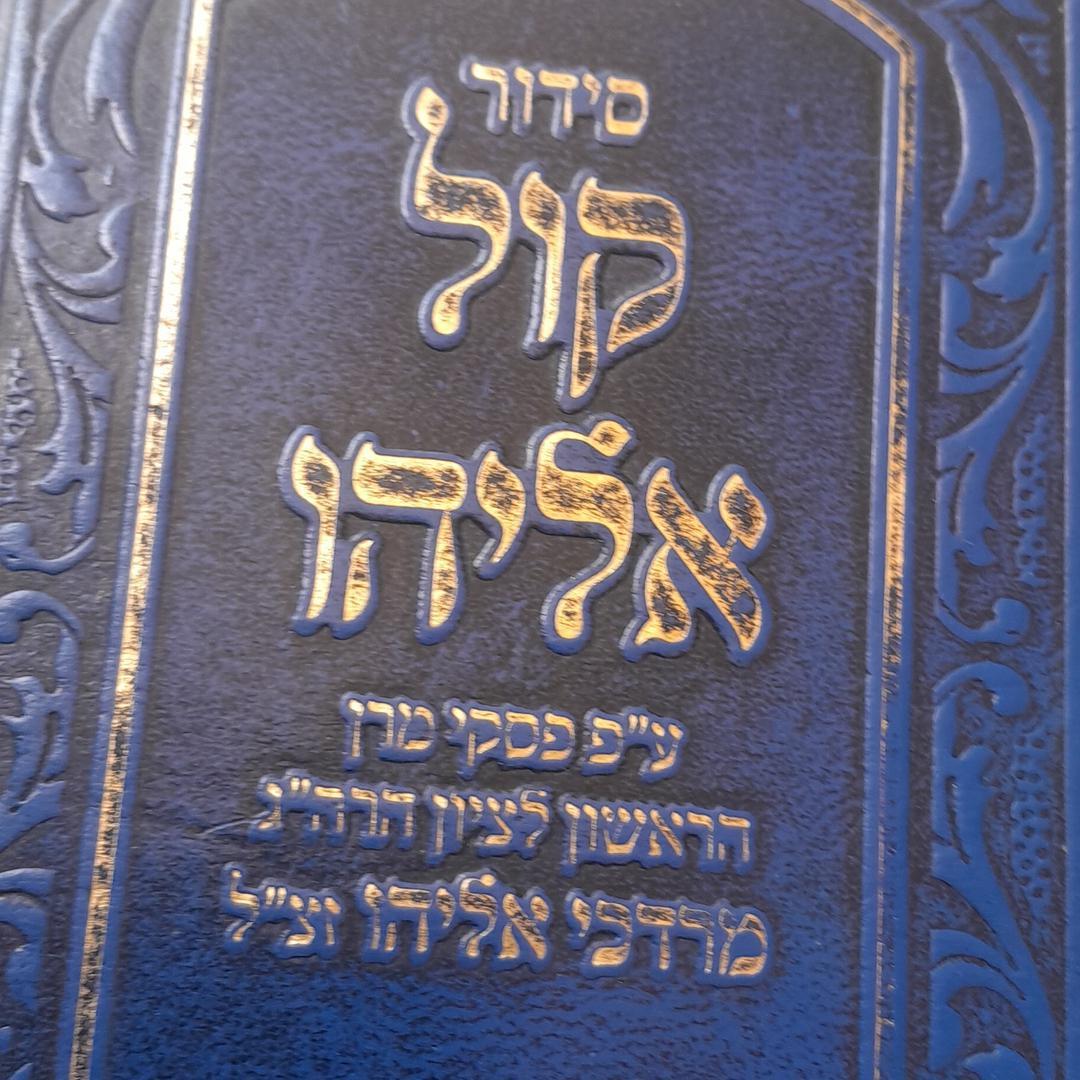 סידור
קול
אליהו
ע"פ פסקי מרן
הראשון לציון הרה"ג
מרדכי אליהו זצ"ל